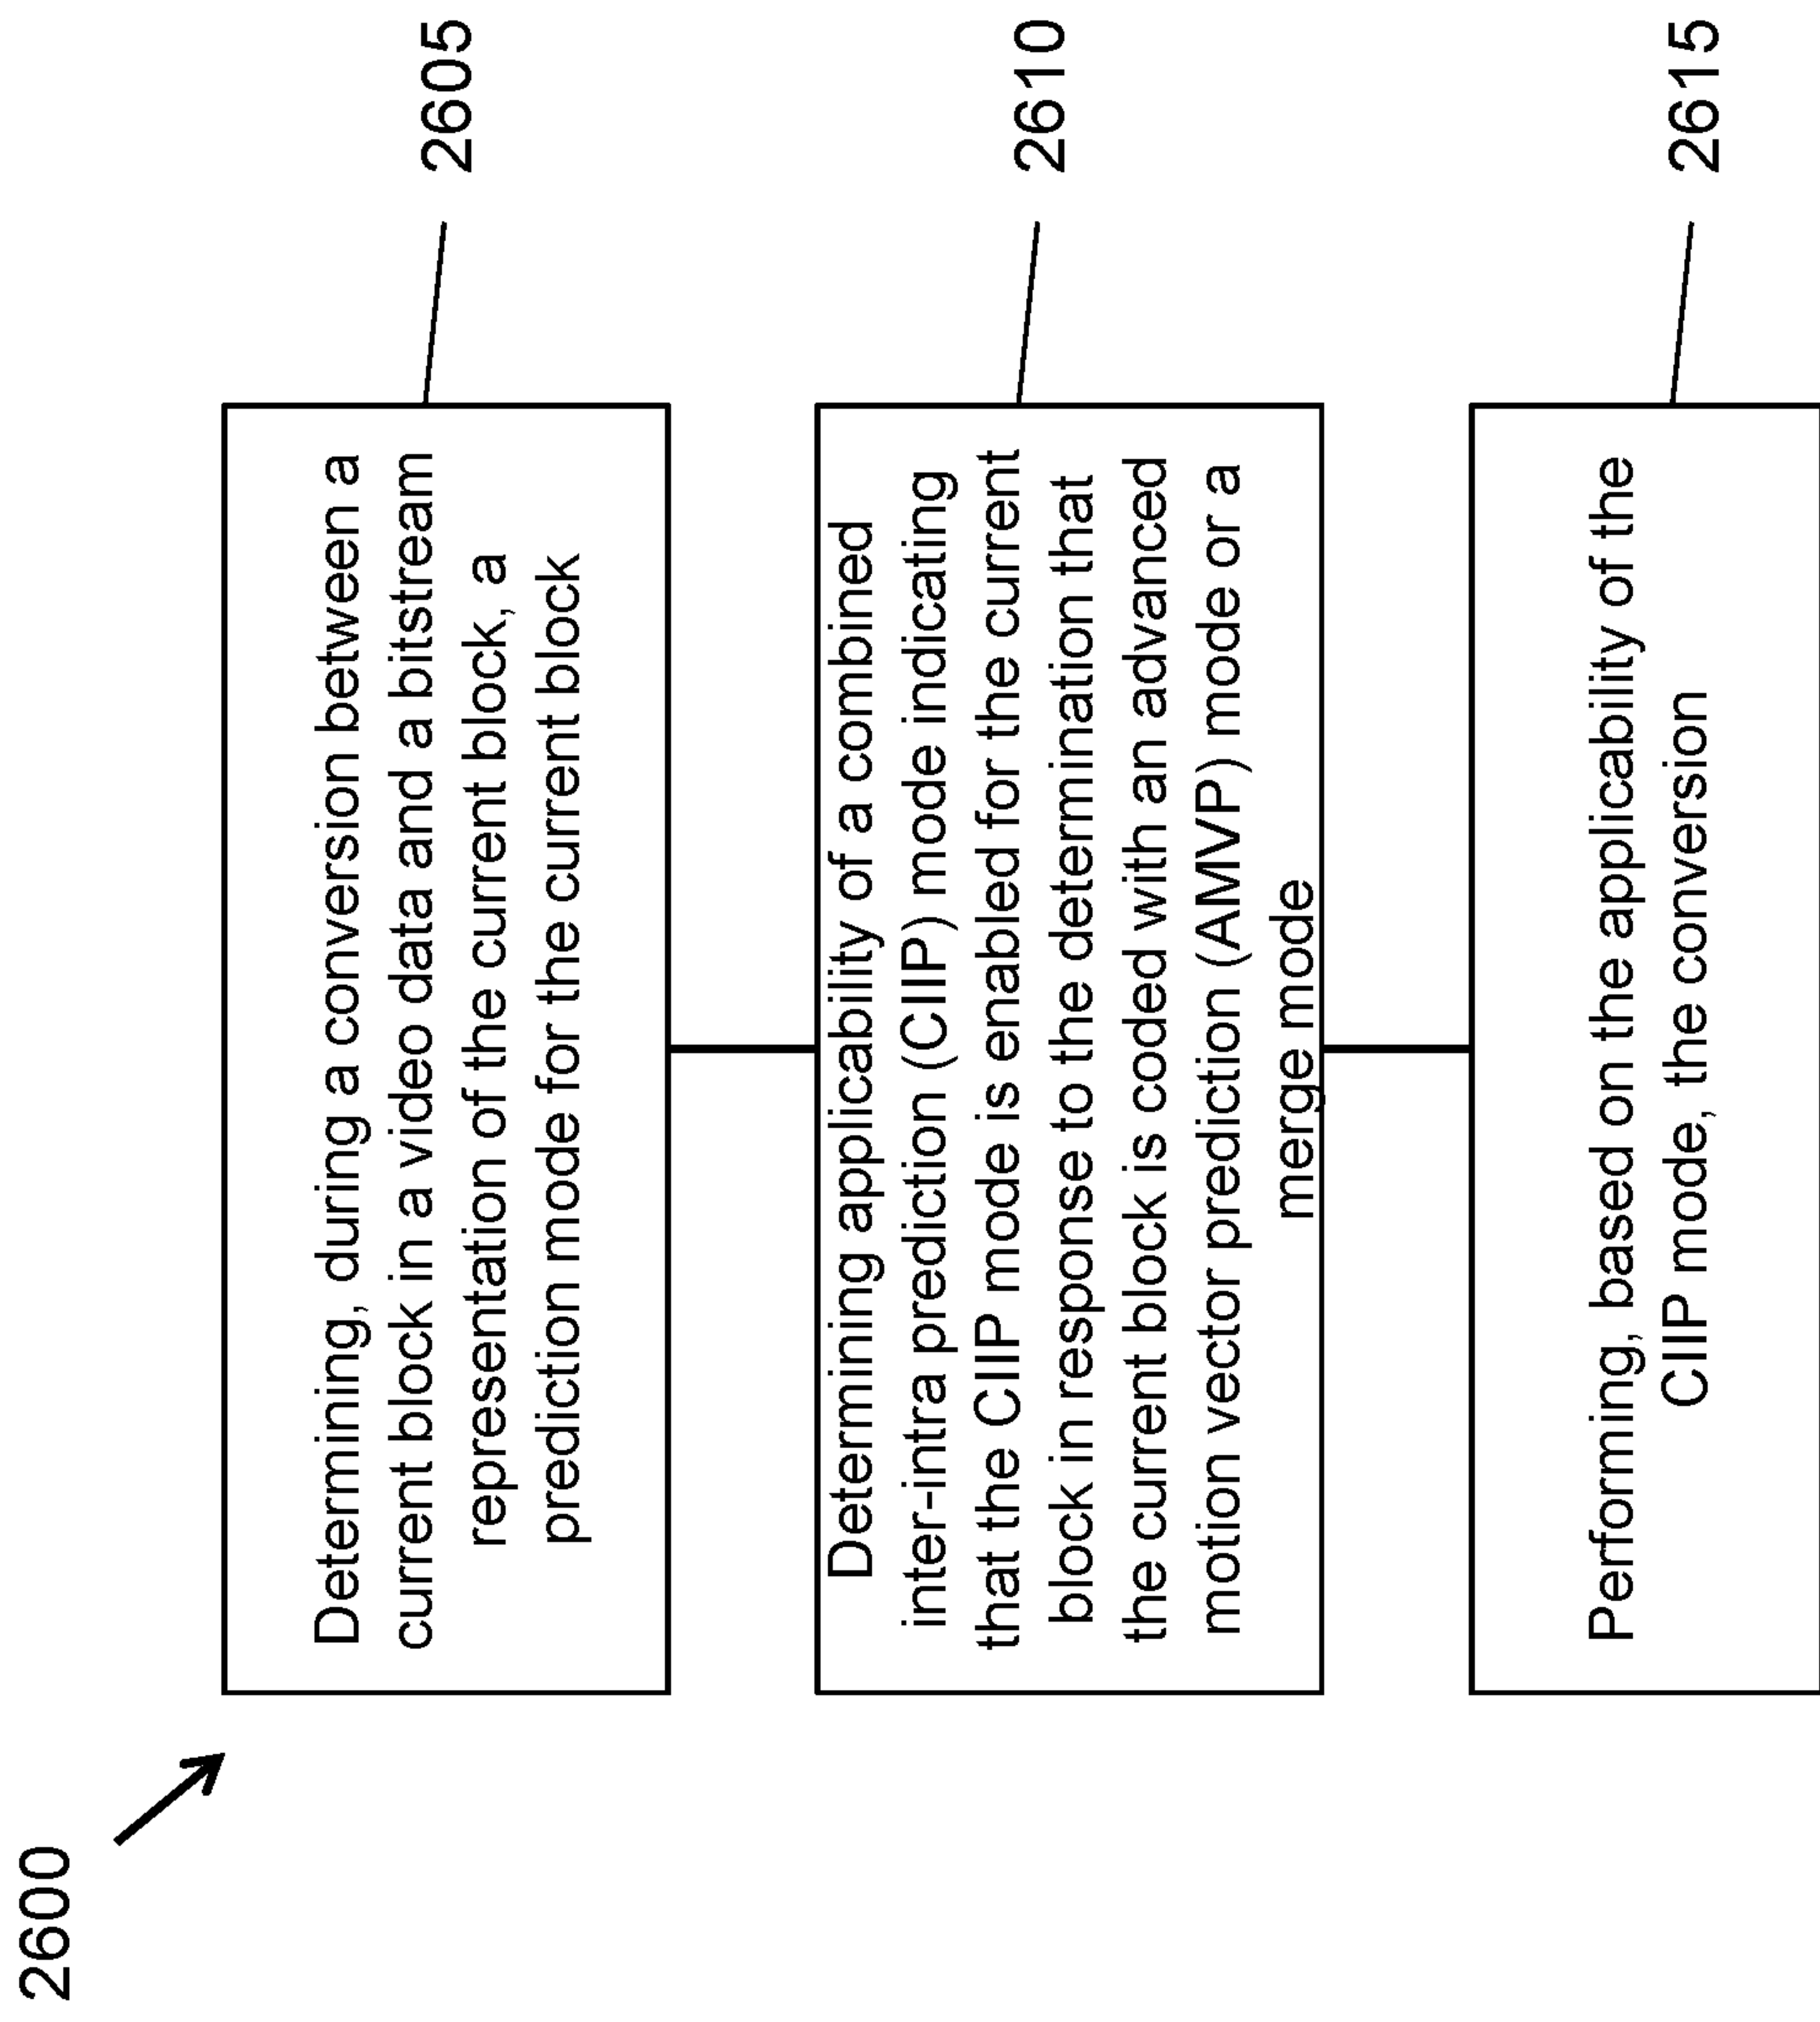 2600
Determining, during a conversion between a
current block in a video data and a bitstream
representation of the current block, a
prediction mode for the current block
2605
Determining applicability of a combined
inter-intra prediction (CIIP) mode indicating
that the CIIP mode is enabled for the current
block in response to the determination that
the current block is coded with an advanced
motion vector prediction (AMVP) mode or a
merge mode
2610
Performing, based on the applicability of the
CIIP mode, the conversion
2615